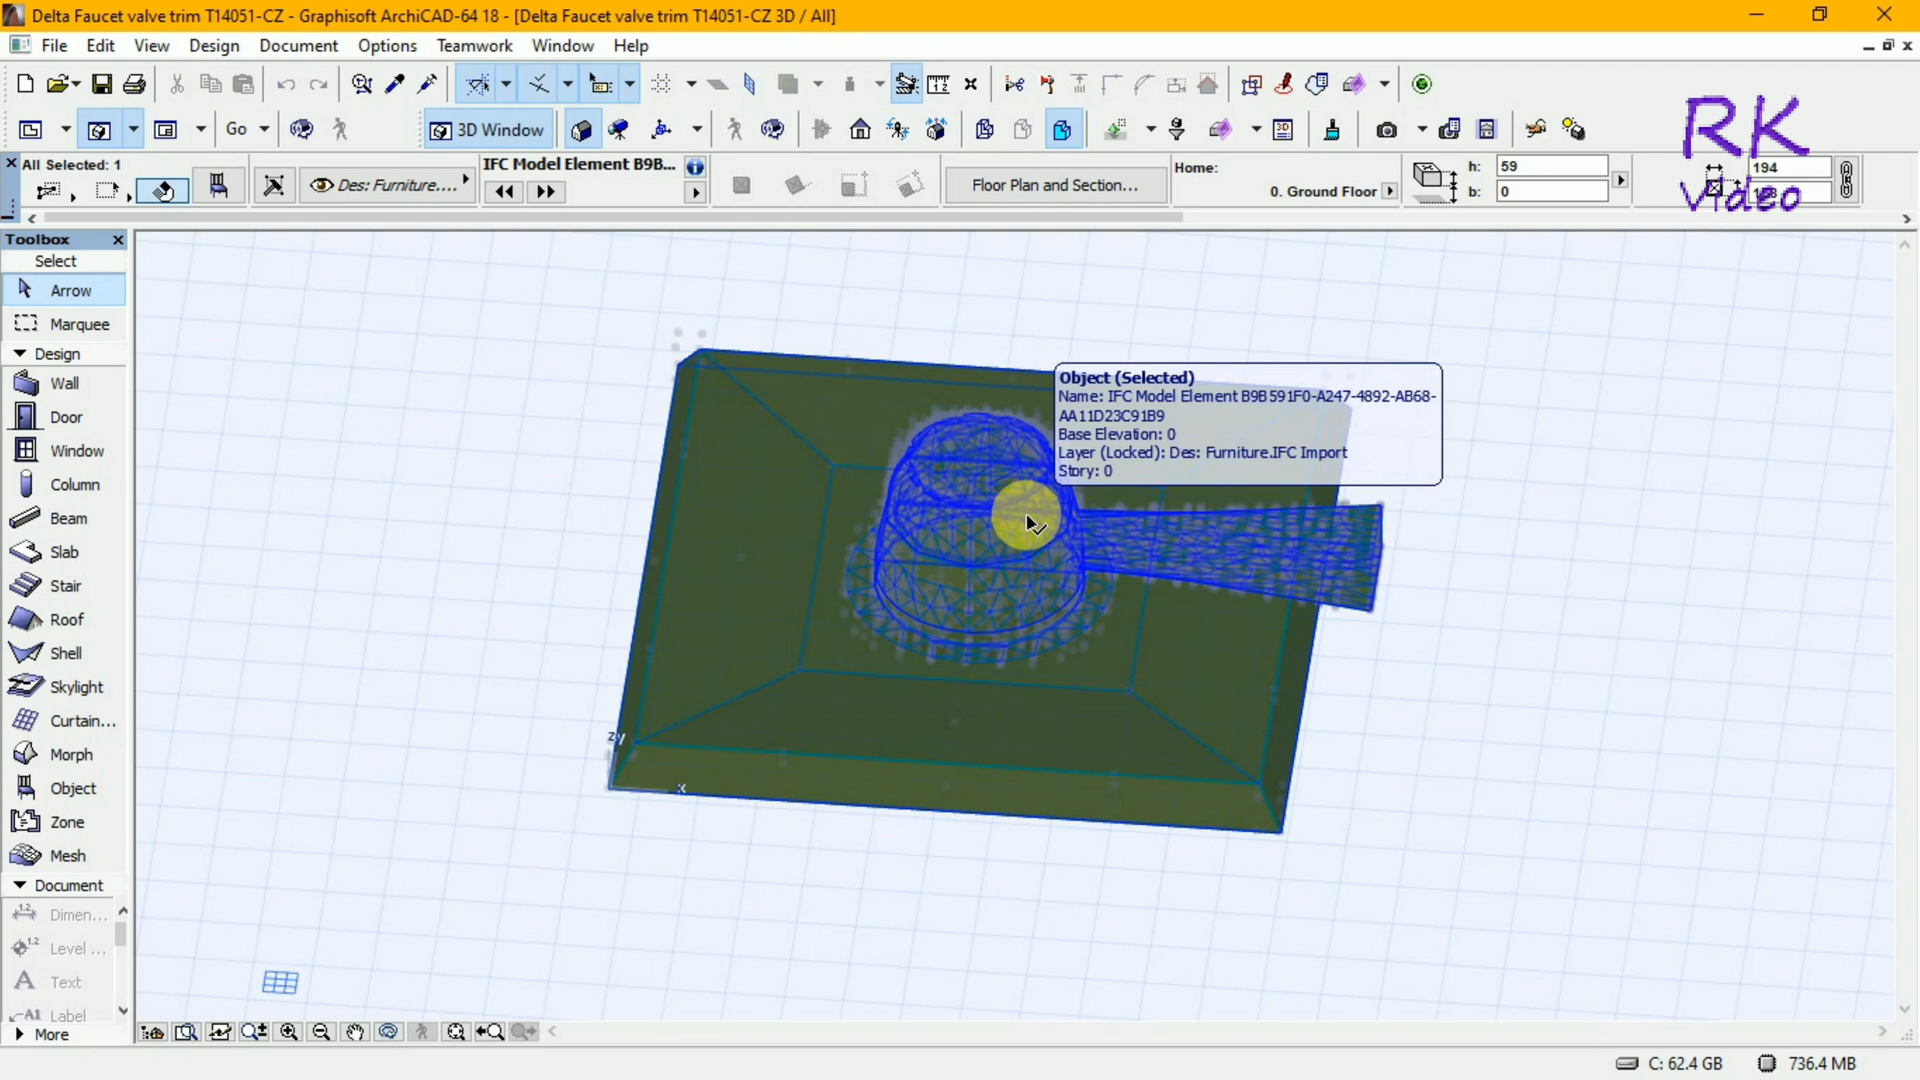 Delta Faucet valve trim T14051-CZ - Graphisoft ArchiCAD-64 18 - [Delta Faucet valve trim T14051-CZ 3D / All]
File Edit View Design Document Options Teamwork Window Help
Go 3D Window
RK
video
All Selected: 1
Des: Furniture....
IFC Model Element B9B...
Floor Plan and Section...
Home:
0. Ground Floor
h: 59
b: 0
194
Toolbox
Select
Arrow
Marquee
Design
Wall
Door
Window
Column
Beam
Slab
Stair
Roof
Shell
Skylight
Curtain...
Morph
Object
Zone
Mesh
Document
Dimen...
Level ...
Text
Label
More
Object (Selected)
Name: IFC Model Element B9B591F0-A247-4892-AB68-
AA11D23C91B9
Base Elevation: 0
Layer (Locked): Des: Furniture.IFC Import
Story: 0
zy
x
C: 62.4 GB
736.4 MB